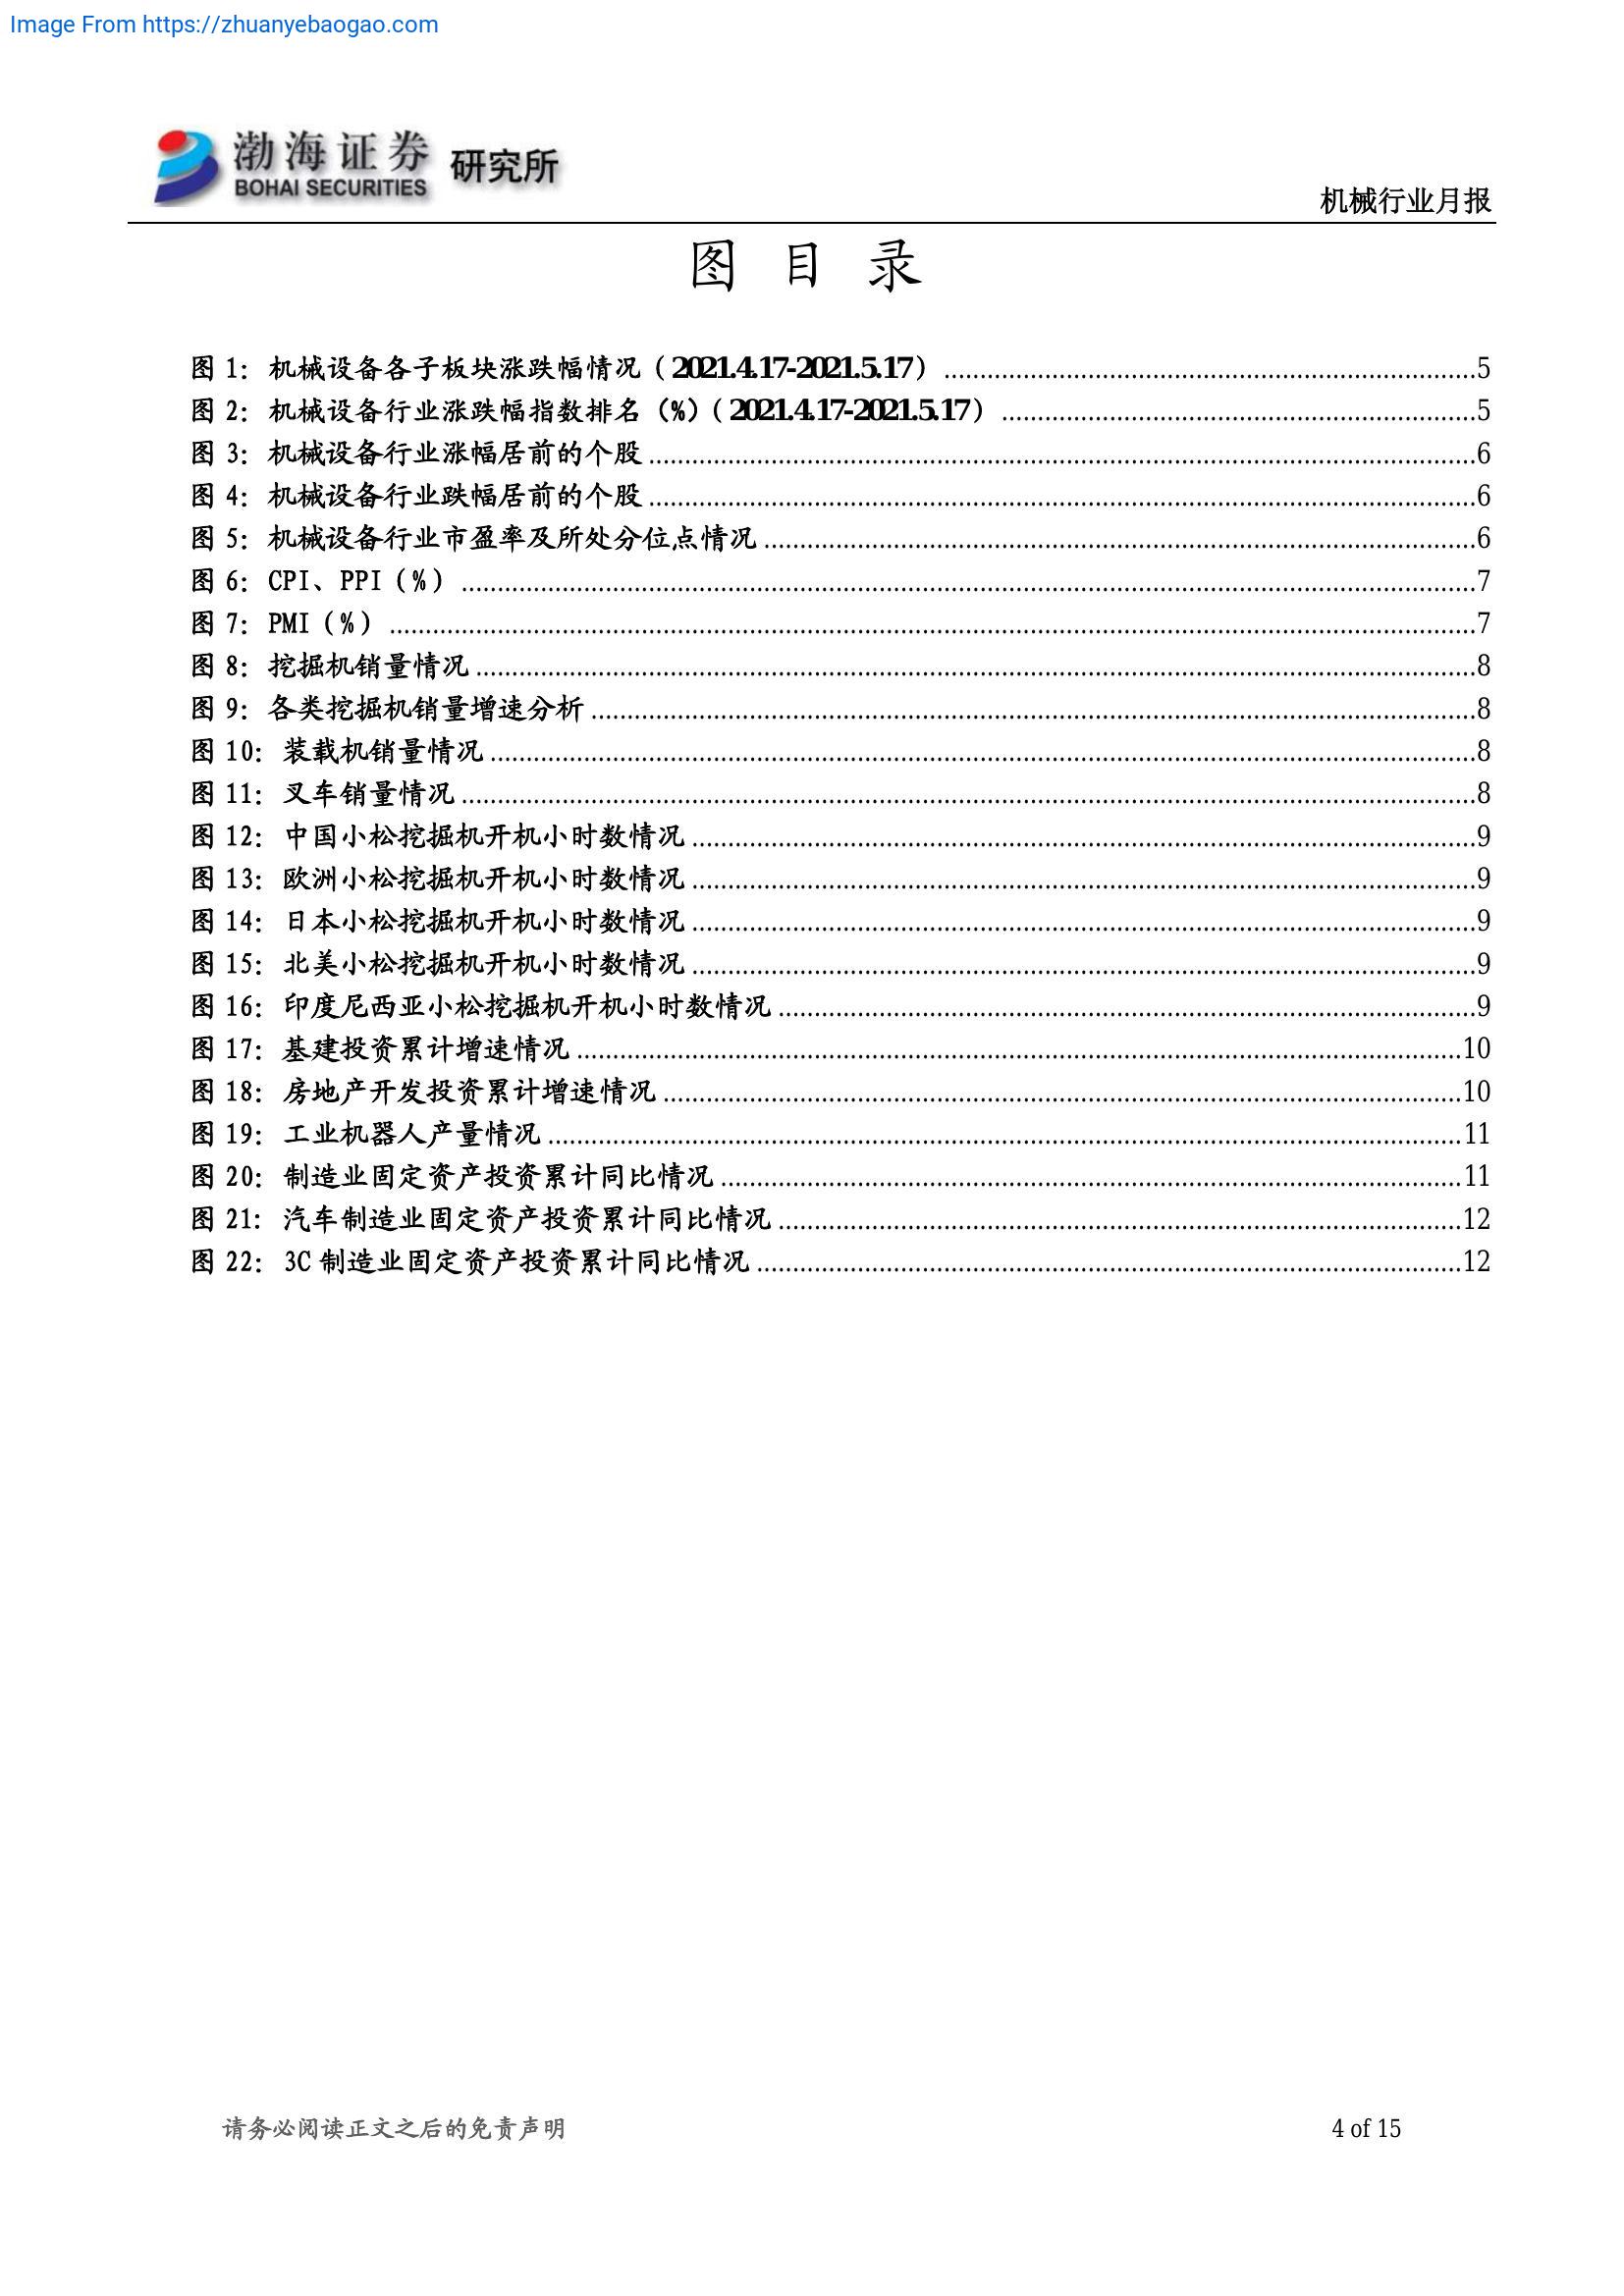 Image From https://zhuanyebaogao.com
渤海证券 研究所
BOHAI SECURITIES
机械行业月报
图 目 录
图 1：机械设备各子板块涨跌幅情况（2021.4.17-2021.5.17）5
图 2：机械设备行业涨跌幅指数排名（%）（2021.4.17-2021.5.17）5
图 3：机械设备行业涨幅居前的个股6
图 4：机械设备行业跌幅居前的个股6
图 5：机械设备行业市盈率及所处分位点情况6
图 6：CPI、PPI（%）7
图 7：PMI（%）7
图 8：挖掘机销量情况8
图 9：各类挖掘机销量增速分析8
图 10：装载机销量情况8
图 11：叉车销量情况8
图 12：中国小松挖掘机开机小时数情况9
图 13：欧洲小松挖掘机开机小时数情况9
图 14：日本小松挖掘机开机小时数情况9
图 15：北美小松挖掘机开机小时数情况9
图 16：印度尼西亚小松挖掘机开机小时数情况9
图 17：基建投资累计增速情况10
图 18：房地产开发投资累计增速情况10
图 19：工业机器人产量情况11
图 20：制造业固定资产投资累计同比情况11
图 21：汽车制造业固定资产投资累计同比情况12
图 22：3C 制造业固定资产投资累计同比情况12
请务必阅读正文之后的免责声明
4 of 15